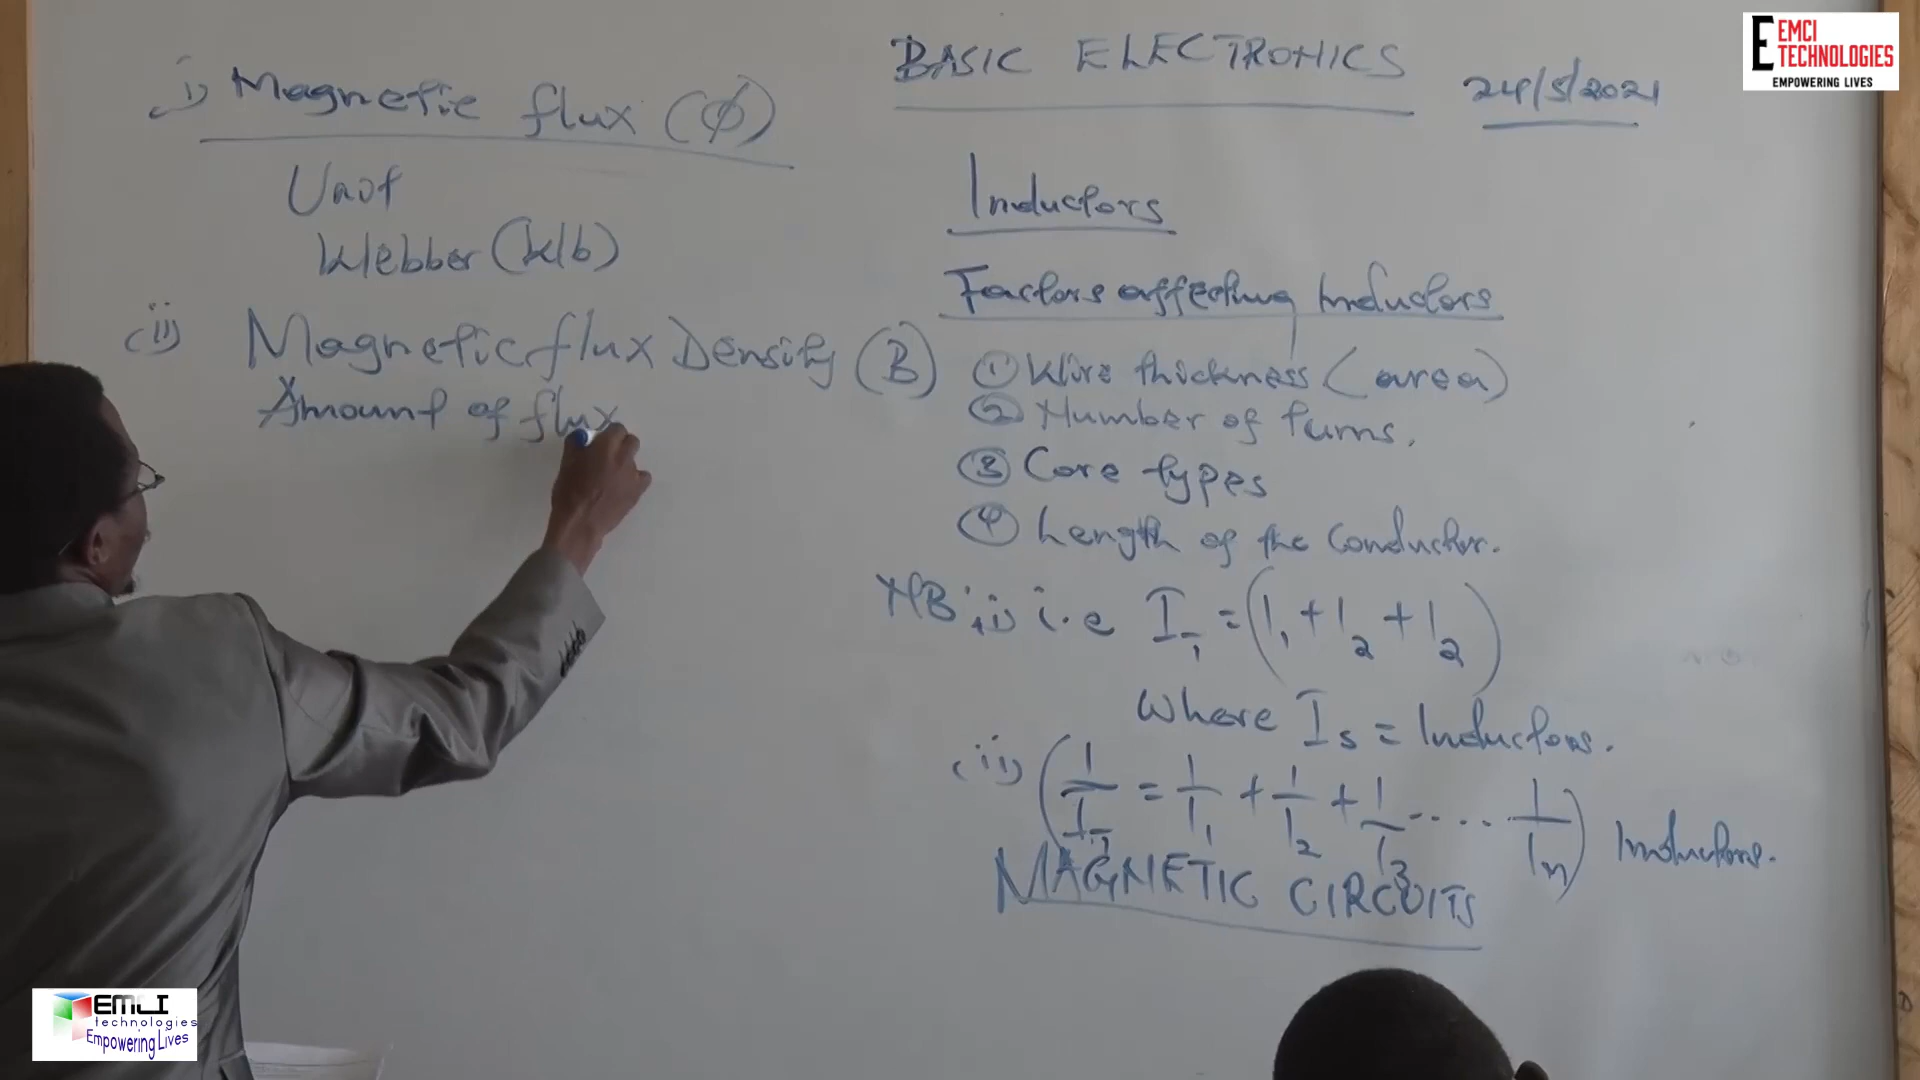 i) Magnetic flux (ϕ)
Unit
Webber (Wb)
(ii) Magnetic flux Density (B)
Amount of flux
BASIC ELECTRONICS
24/5/2021
Inductors
Factors affecting Inductors
① Wire thickness (area)
② Number of turns.
③ Core types
④ Length of the Conductor.
NB: i) i.e I_T = (I₁ + I₂ + I₂)
Where Is = Inductors.
(ii) (1/I_T = 1/I₁ + 1/I₂ + 1/I₃ ..... 1/Iₙ) Inductors.
MAGNETIC CIRCUITS
E EMCI
TECHNOLOGIES
EMPOWERING LIVES
EMCI
technologies
Empowering Lives